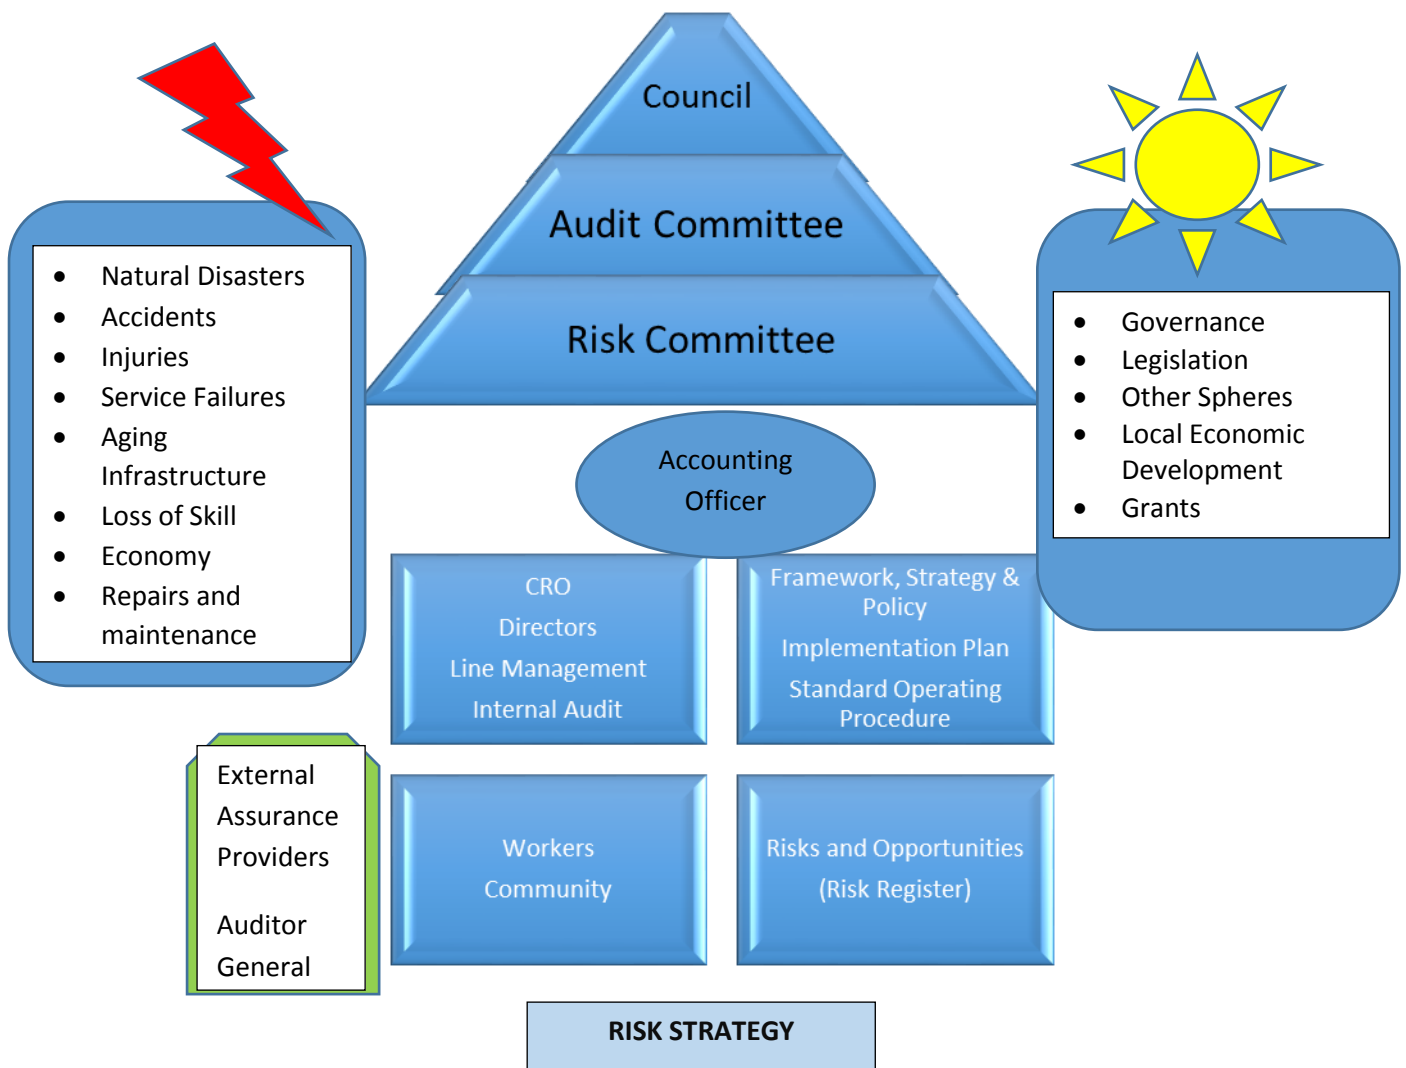 Council
Audit Committee
Risk Committee
• Natural Disasters
• Accidents
• Injuries
• Service Failures
• Aging
Infrastructure
• Loss of Skill
• Economy
• Repairs and
maintenance
• Governance
• Legislation
• Other Spheres
• Local Economic
Development
• Grants
Accounting
Officer
CRO
Directors
Line Management
Internal Audit
Framework, Strategy &
Policy
Implementation Plan
Standard Operating
Procedure
External
Assurance
Providers
Auditor
General
Workers
Community
Risks and Opportunities
(Risk Register)
RISK STRATEGY